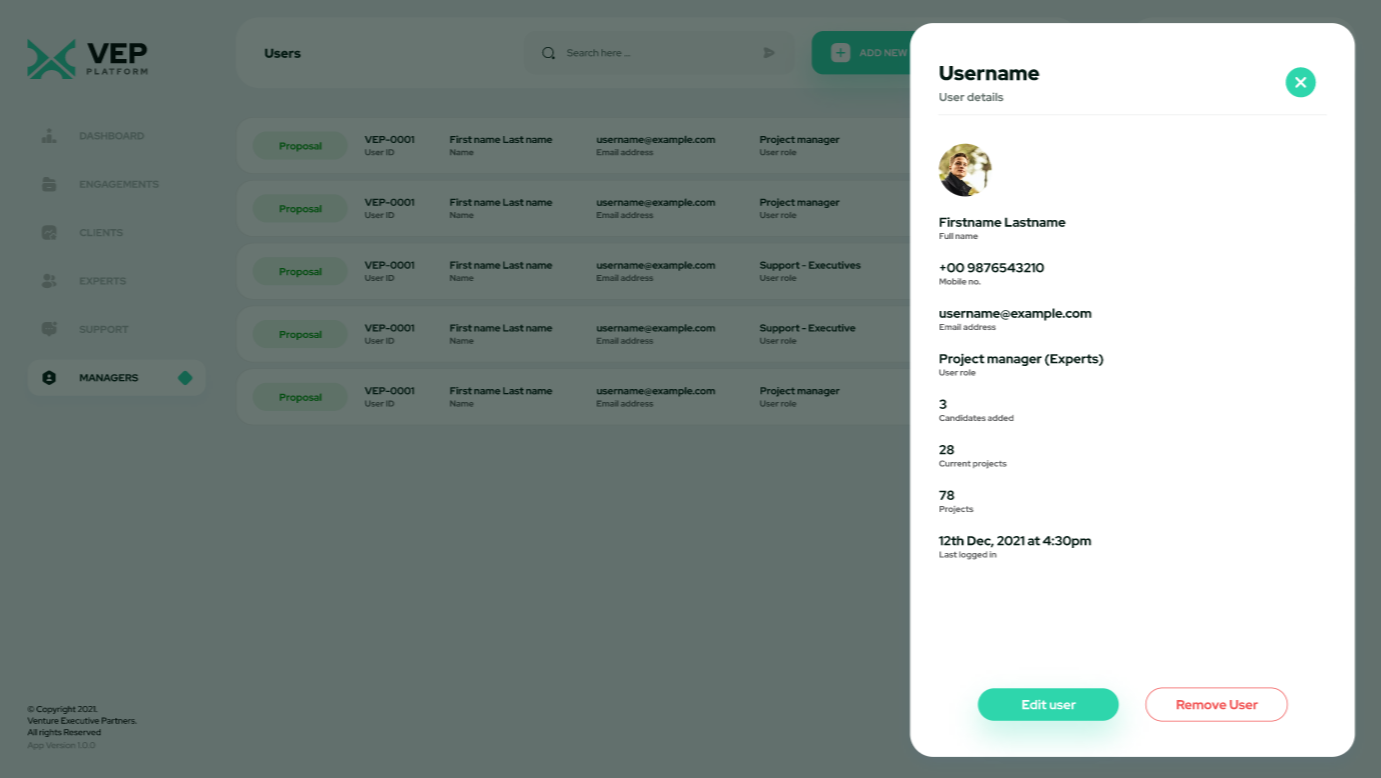 VEP
PLATFORM
DASHBOARD
ENGAGEMENTS
CLIENTS
EXPERTS
SUPPORT
MANAGERS
© Copyright 2021.
Venture Executive Partners.
All rights Reserved
App Version 1.0.0
Users
Search here ...
ADD NEW
Proposal VEP-0001 First name Last name username@example.com Project manager
User ID Name Email address User role
Proposal VEP-0001 First name Last name username@example.com Project manager
User ID Name Email address User role
Proposal VEP-0001 First name Last name username@example.com Support - Executives
User ID Name Email address User role
Proposal VEP-0001 First name Last name username@example.com Support - Executive
User ID Name Email address User role
Proposal VEP-0001 First name Last name username@example.com Project manager
User ID Name Email address User role
Username
User details
Firstname Lastname
Full name
+00 9876543210
Mobile no.
username@example.com
Email address
Project manager (Experts)
User role
3
Candidates added
28
Current projects
78
Projects
12th Dec, 2021 at 4:30pm
Last logged in
Edit user
Remove User